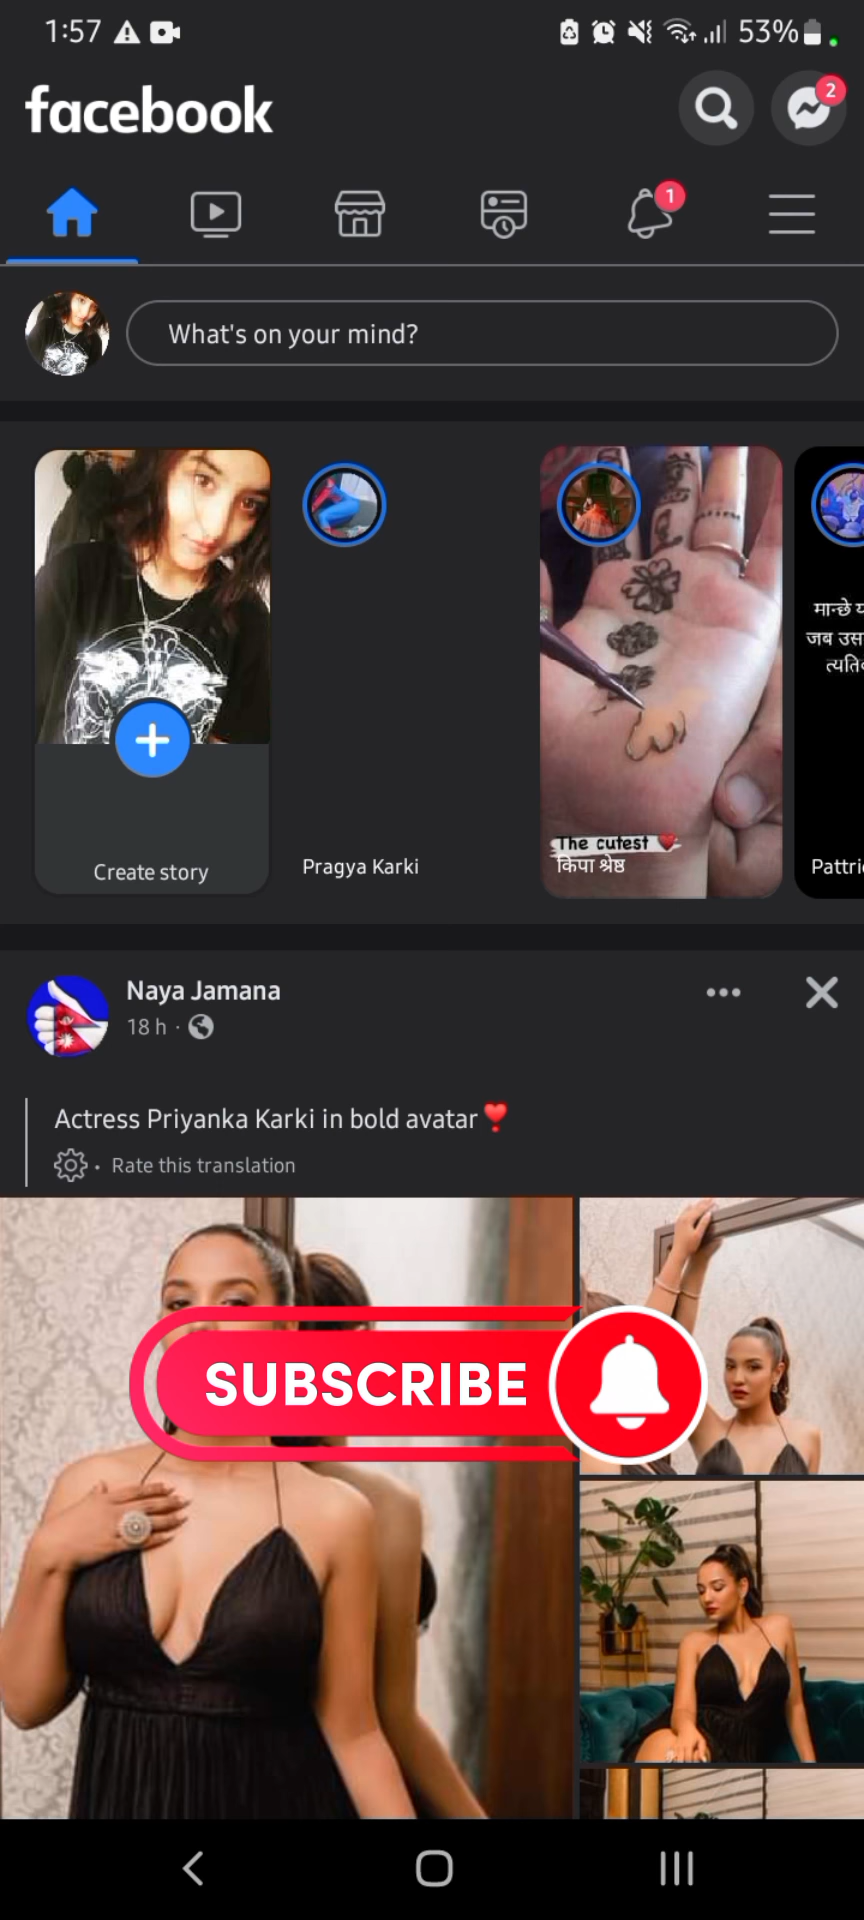 1:57
53%
facebook
2
1
What's on your mind?
Create story
Pragya Karki
The cutest ❤️
किपा श्रेष्ठ
मान्छे
जब उस
Naya Jamana
18 h ·
Actress Priyanka Karki in bold avatar❣️
· Rate this translation
SUBSCRIBE